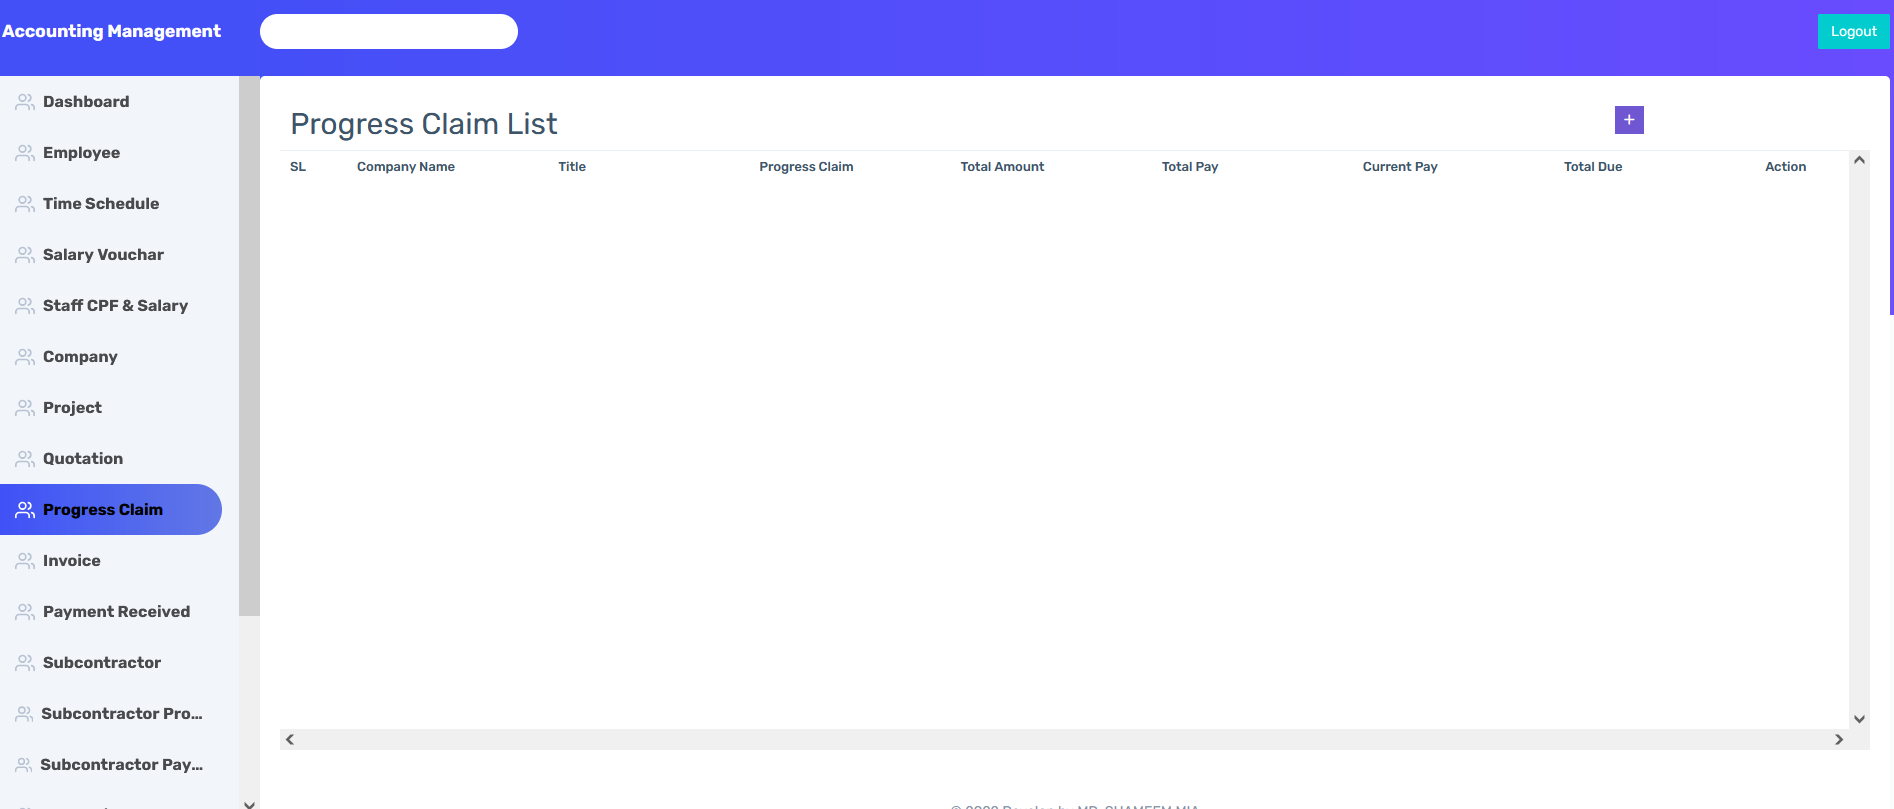 Accounting Management
Logout
Dashboard
Employee
Time Schedule
Salary Vouchar
Staff CPF & Salary
Company
Project
Quotation
Progress Claim
Invoice
Payment Received
Subcontractor
Subcontractor Pro...
Subcontractor Pay...
Progress Claim List
+
SL Company Name Title Progress Claim Total Amount Total Pay Current Pay Total Due Action